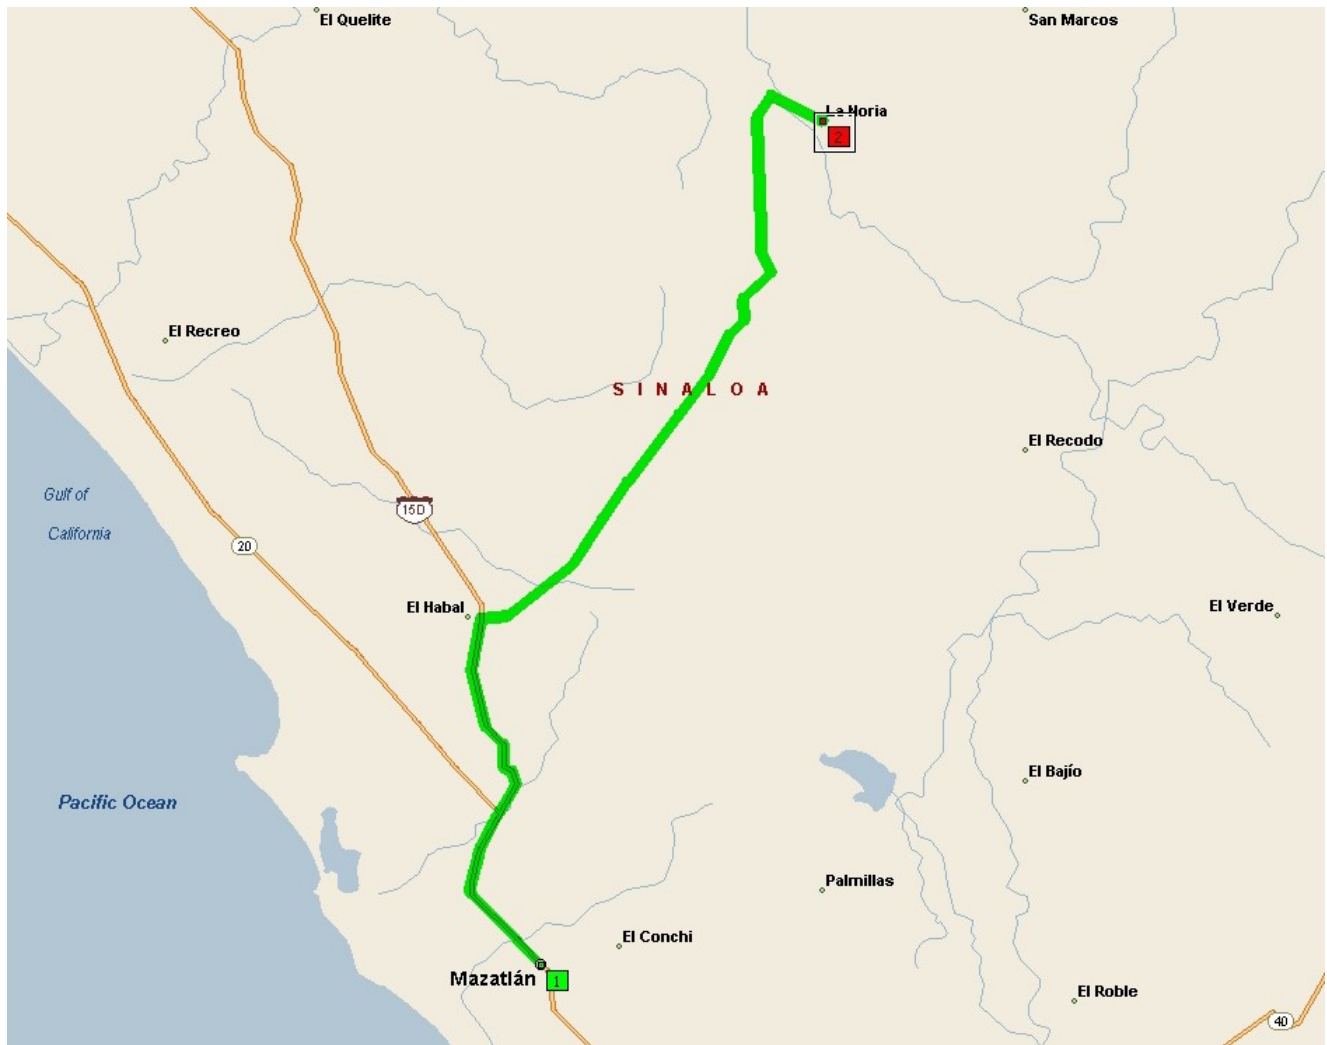 El Quelite
San Marcos
La Noria
2
El Recreo
SINALOA
El Recodo
Gulf of
California
15D
20
El Habal
El Verde
El Bajío
Pacific Ocean
Palmillas
El Conchi
Mazatlán
1
El Roble
40